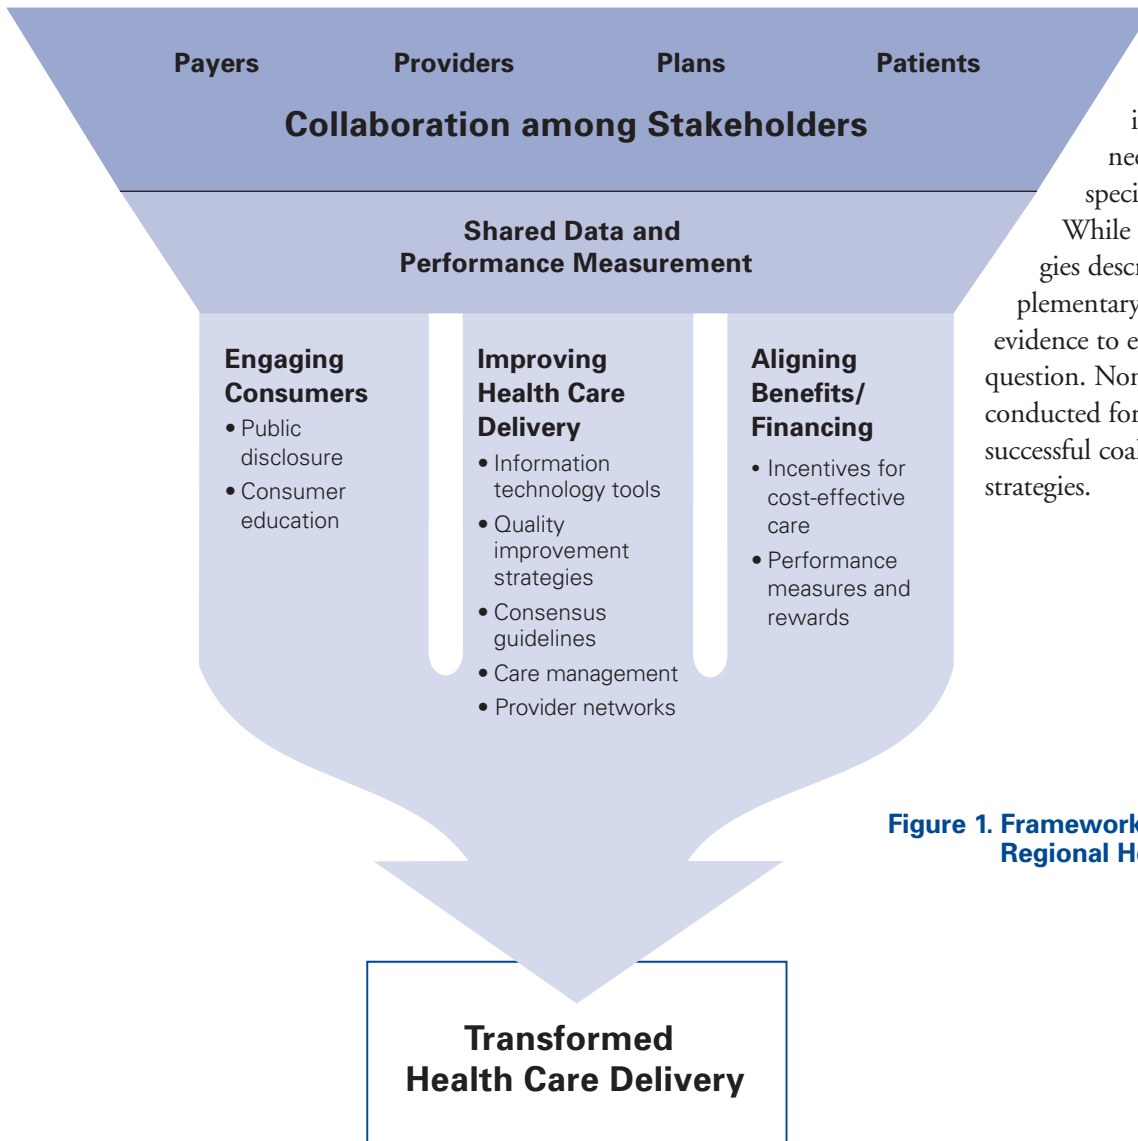 Payers Providers Plans Patients
Collaboration among Stakeholders
Shared Data and
Performance Measurement
Engaging
Consumers
• Public
disclosure
• Consumer
education
Improving
Health Care
Delivery
• Information
technology tools
• Quality
improvement
strategies
• Consensus
guidelines
• Care management
• Provider networks
Aligning
Benefits/
Financing
• Incentives for
cost-effective
care
• Performance
measures and
rewards
While
gies
plementary
evidence to
question.
conducted for
successful
strategies.
Figure 1. Framework
Regional
Transformed
Health Care Delivery